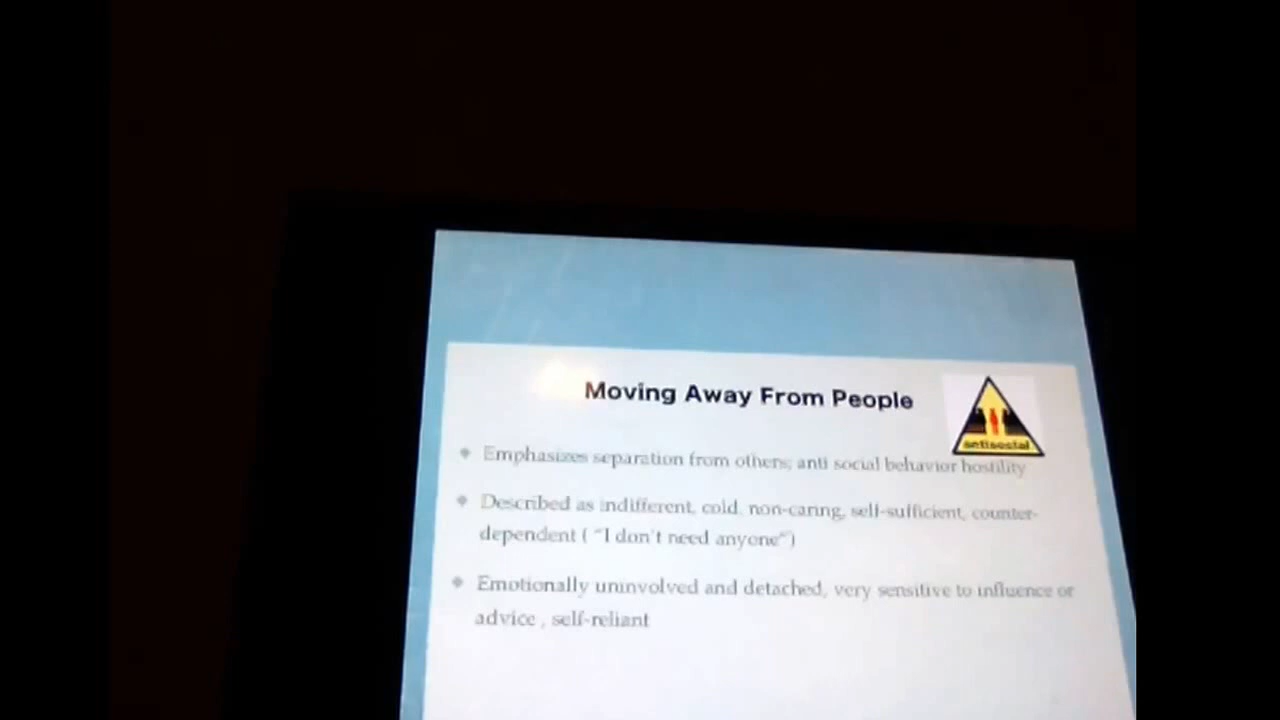 Moving Away From People
antisocial
Emphasizes separation from others; anti social behavior hostility
Described as indifferent, cold, non-caring, self-sufficient, counter-
dependent ( "I don't need anyone")
Emotionally uninvolved and detached, very sensitive to influence or
advice , self-reliant